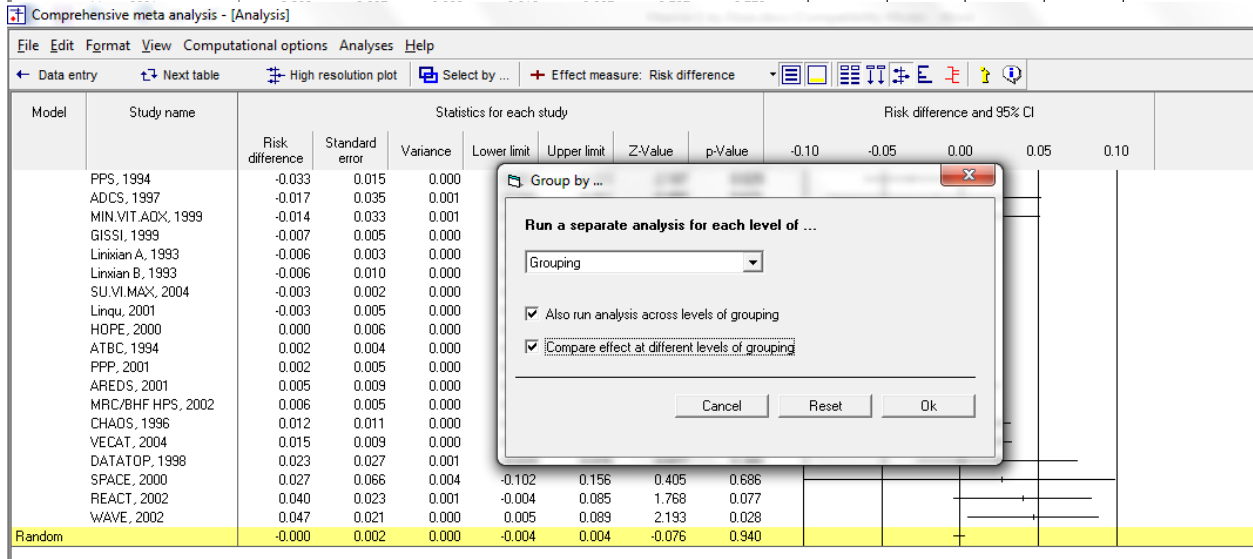 Comprehensive meta analysis - [Analysis]
File Edit Format View Computational options Analyses Help
← Data entry Next table High resolution plot Select by ... + Effect measure: Risk difference
Model Study name Statistics for each study Risk difference and 95% CI
Risk difference Standard error Variance Lower limit Upper limit Z-Value p-Value -0.10 -0.05 0.00 0.05 0.10
PPS, 1994 -0.033 0.015 0.000
ADCS, 1997 -0.017 0.035 0.001
MIN.VIT.AOX, 1999 -0.014 0.033 0.001
GISSI, 1999 -0.007 0.005 0.000
Linixian A, 1993 -0.006 0.003 0.000
Linxian B, 1993 -0.006 0.010 0.000
SU.VI.MAX, 2004 -0.003 0.002 0.000
Linqu, 2001 -0.003 0.005 0.000
HOPE, 2000 0.000 0.006 0.000
ATBC, 1994 0.002 0.004 0.000
PPP, 2001 0.002 0.005 0.000
AREDS, 2001 0.005 0.009 0.000
MRC/BHF HPS, 2002 0.006 0.005 0.000
CHAOS, 1996 0.012 0.011 0.000
VECAT, 2004 0.015 0.009 0.000
DATATOP, 1998 0.023 0.027 0.001
SPACE, 2000 0.027 0.066 0.004 -0.102 0.156 0.405 0.686
REACT, 2002 0.040 0.023 0.001 -0.004 0.085 1.768 0.077
WAVE, 2002 0.047 0.021 0.000 0.005 0.089 2.193 0.028
Random -0.000 0.002 0.000 -0.004 0.004 -0.076 0.940
Group by ...
Run a separate analysis for each level of ...
Grouping
Also run analysis across levels of grouping
Compare effect at different levels of grouping
Cancel Reset Ok